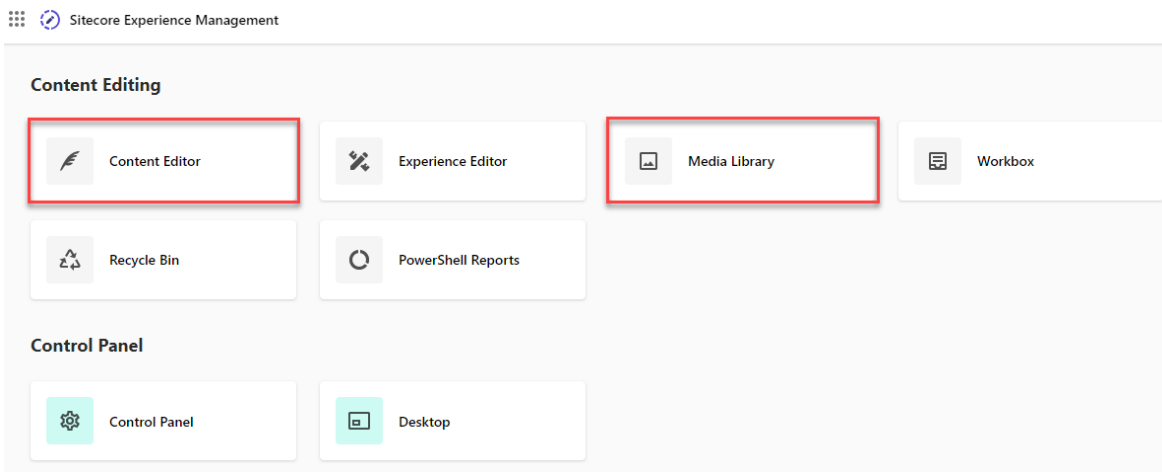 Sitecore Experience Management
Content Editing
Content Editor
Experience Editor
Media Library
Workbox
Recycle Bin
PowerShell Reports
Control Panel
Control Panel
Desktop